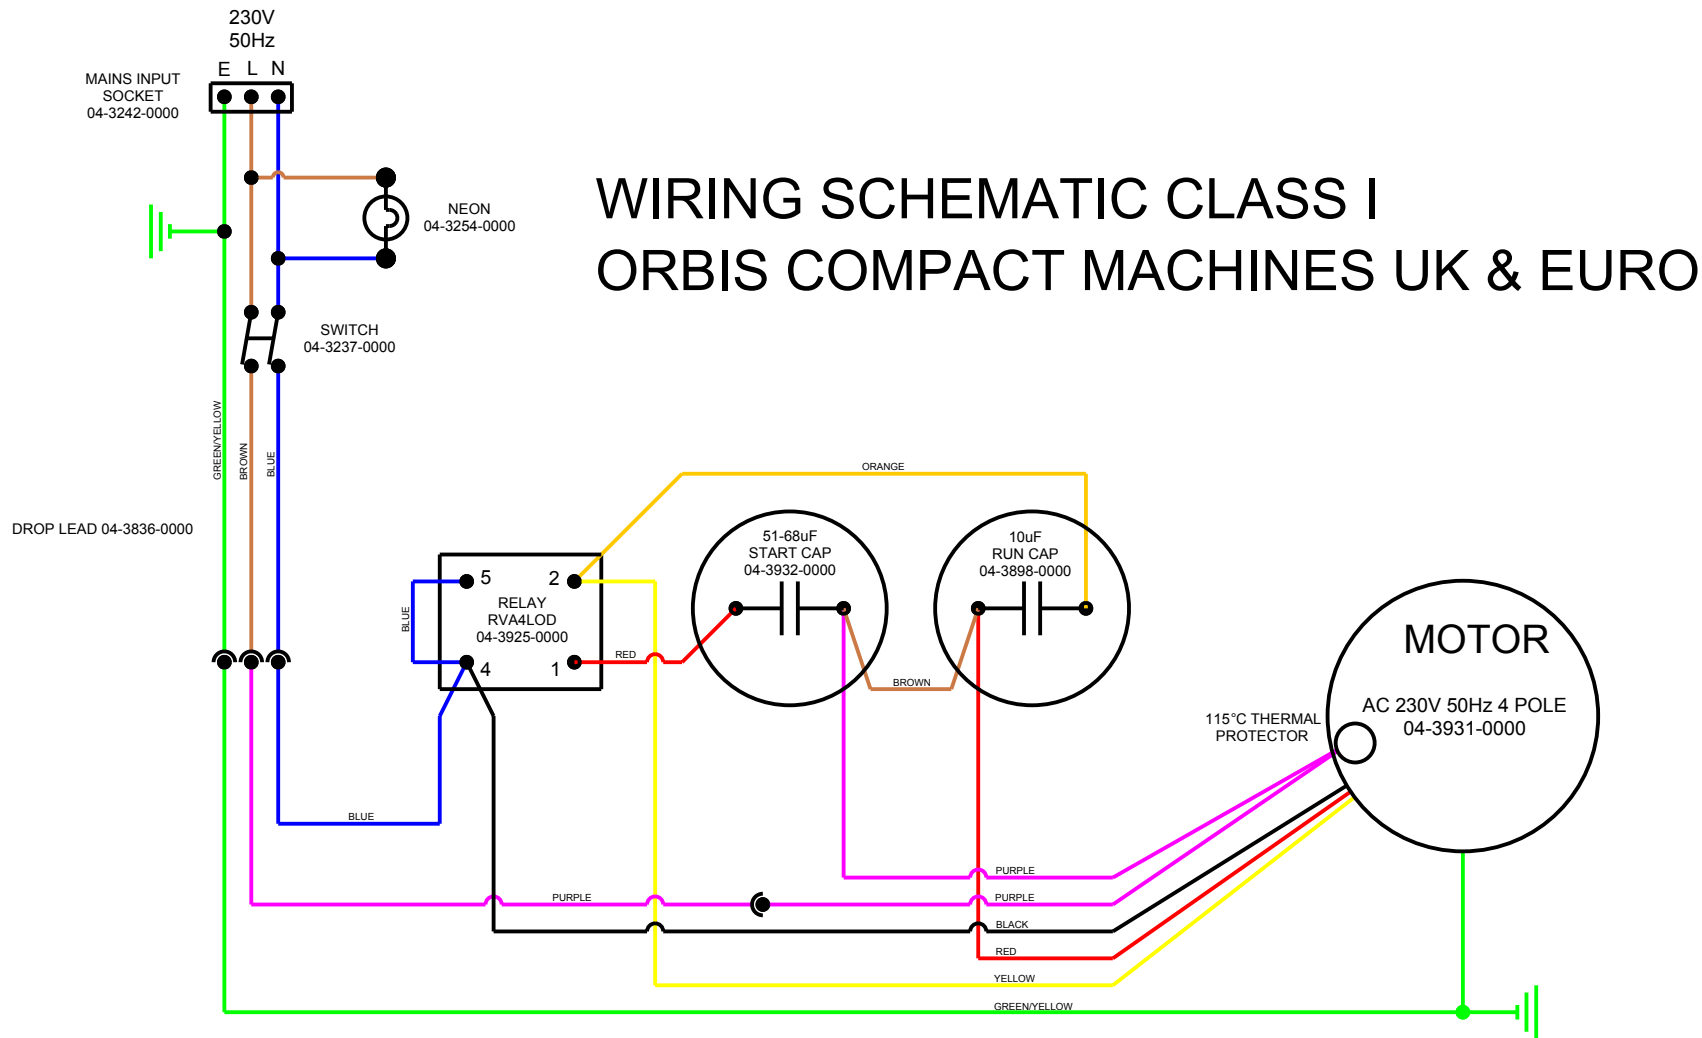 230V
50Hz
E L N
MAINS INPUT
SOCKET
04-3242-0000
NEON
04-3254-0000
WIRING SCHEMATIC CLASS I
ORBIS COMPACT MACHINES UK & EURO
SWITCH
04-3237-0000
GREEN/YELLOW
BROWN
BLUE
DROP LEAD 04-3836-0000
ORANGE
BLUE
5 2
RELAY
RVA4LOD
04-3925-0000
4 1
RED
51-68uF
START CAP
04-3932-0000
BROWN
10uF
RUN CAP
04-3898-0000
MOTOR
AC 230V 50Hz 4 POLE
04-3931-0000
115°C THERMAL
PROTECTOR
BLUE
PURPLE
PURPLE
PURPLE
BLACK
RED
YELLOW
GREEN/YELLOW